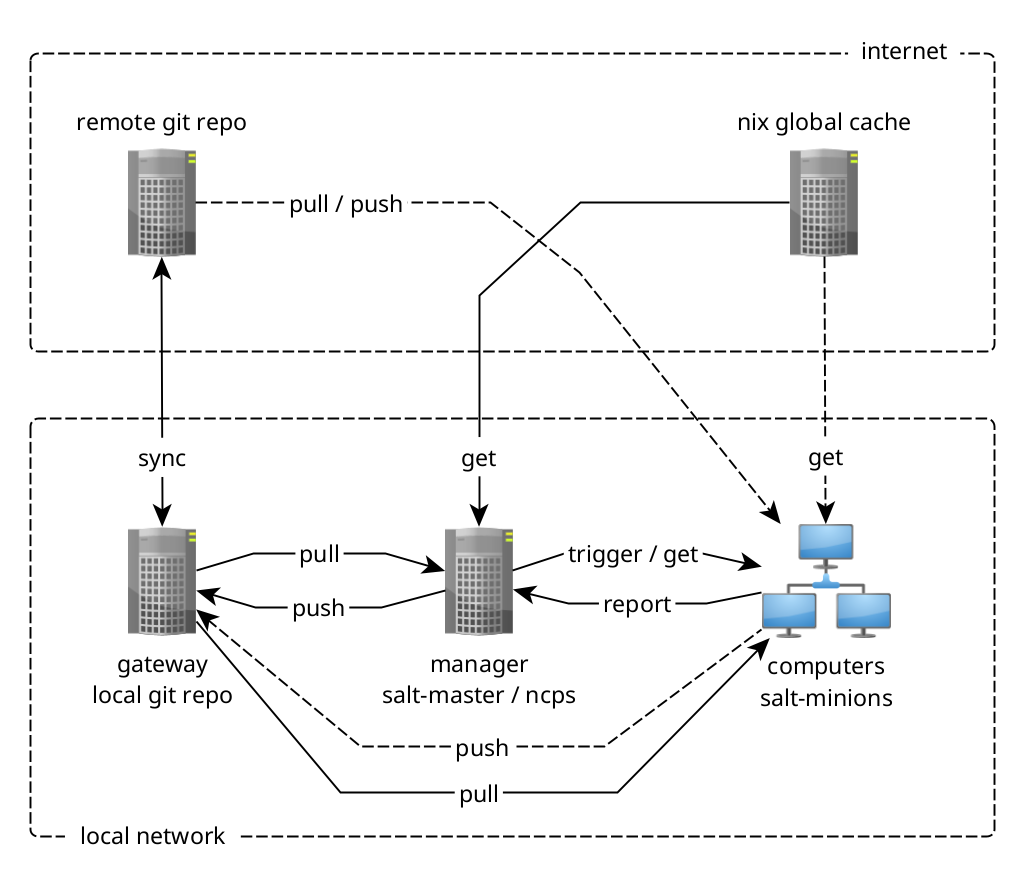 internet
remote git repo
nix global cache
pull / push
sync
get
get
pull
trigger / get
push
report
gateway
local git repo
manager
salt-master / ncps
computers
salt-minions
push
pull
local network